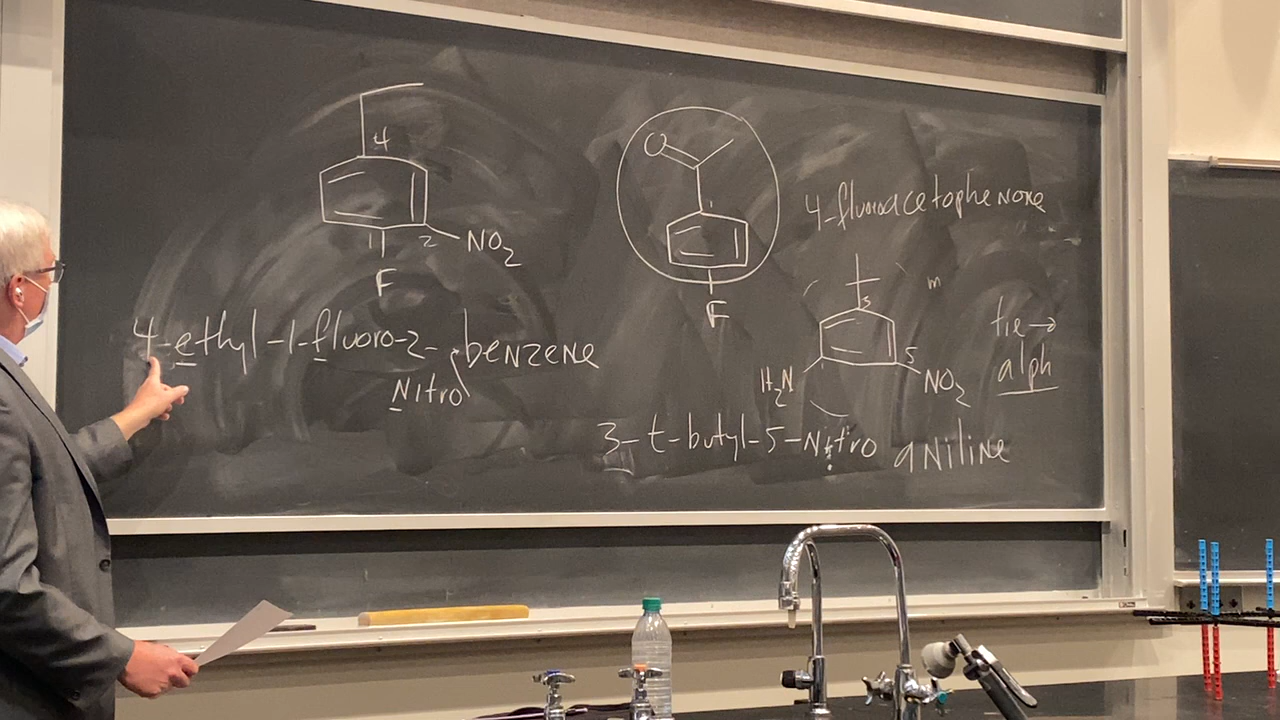 4
1
2
NO2
F
4-ethyl-1-fluoro-2-
Nitro
benzene
O
1
F
4-fluoroacetophenone
m
3
5
H2N
NO2
tie→
alph
3-t-butyl-5-Nitro aniline